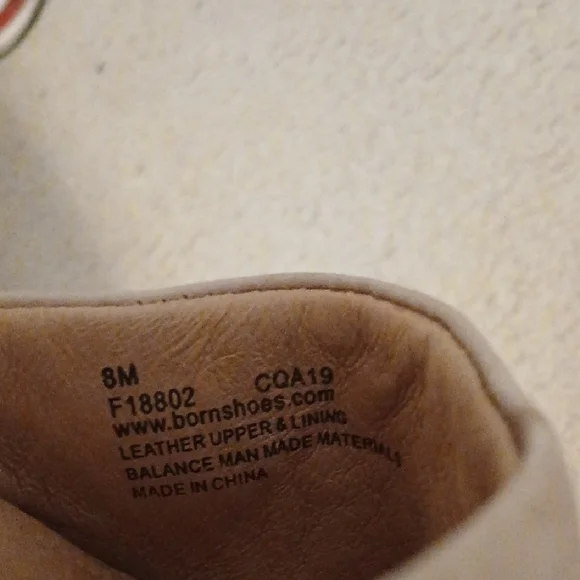 8M
F18802 CQA19
www.bornshoes.com
LEATHER UPPER & LINING
BALANCE MAN MADE MATERIALS
MADE IN CHINA